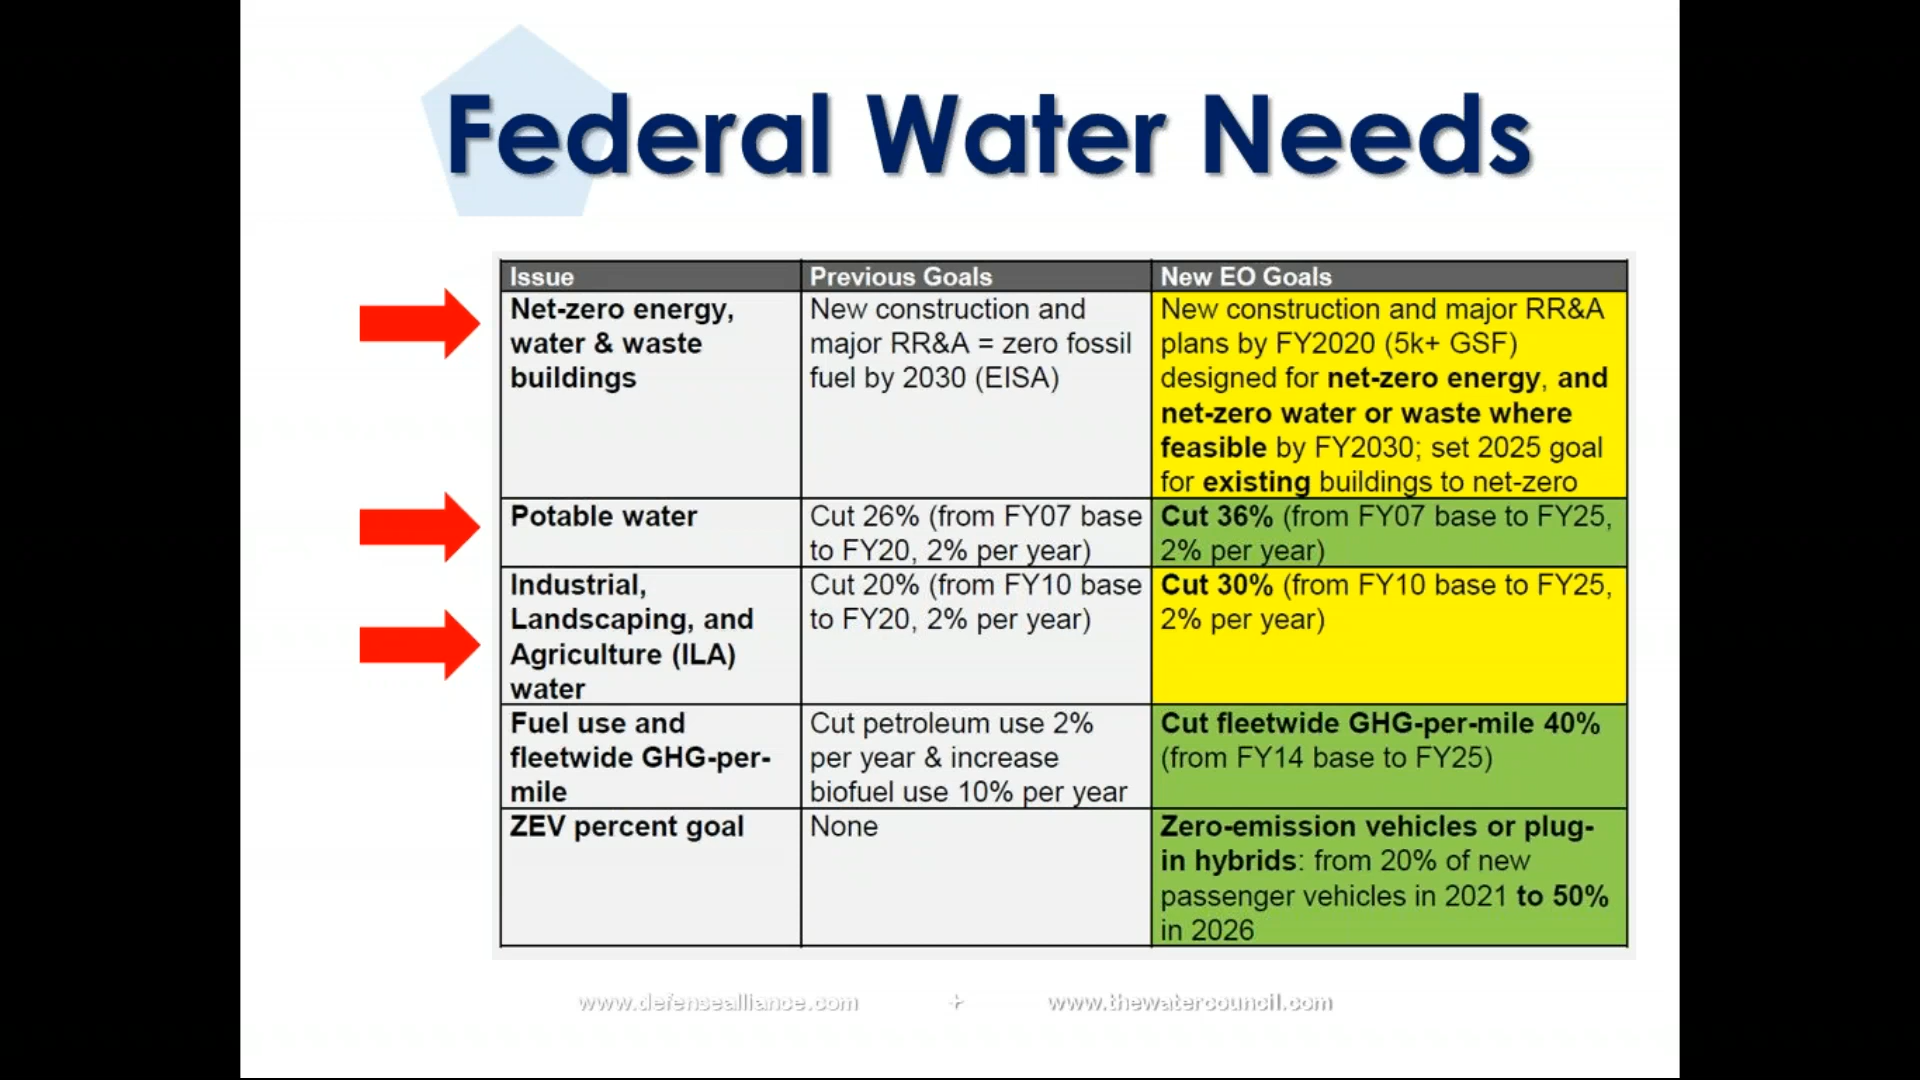 Federal Water Needs
Issue
Previous Goals
New EO Goals
Net-zero energy,
water & waste
buildings
New construction and
major RR&A = zero fossil
fuel by 2030 (EISA)
New construction and major RR&A
plans by FY2020 (5k+ GSF)
designed for net-zero energy, and
net-zero water or waste where
feasible by FY2030; set 2025 goal
for existing buildings to net-zero
Potable water
Cut 26% (from FY07 base
to FY20, 2% per year)
Cut 36% (from FY07 base to FY25,
2% per year)
Industrial,
Landscaping, and
Agriculture (ILA)
water
Cut 20% (from FY10 base
to FY20, 2% per year)
Cut 30% (from FY10 base to FY25,
2% per year)
Fuel use and
fleetwide GHG-per-
mile
Cut petroleum use 2%
per year & increase
biofuel use 10% per year
Cut fleetwide GHG-per-mile 40%
(from FY14 base to FY25)
ZEV percent goal
None
Zero-emission vehicles or plug-
in hybrids: from 20% of new
passenger vehicles in 2021 to 50%
in 2026
www.defensealliance.com + www.thewatercouncil.com